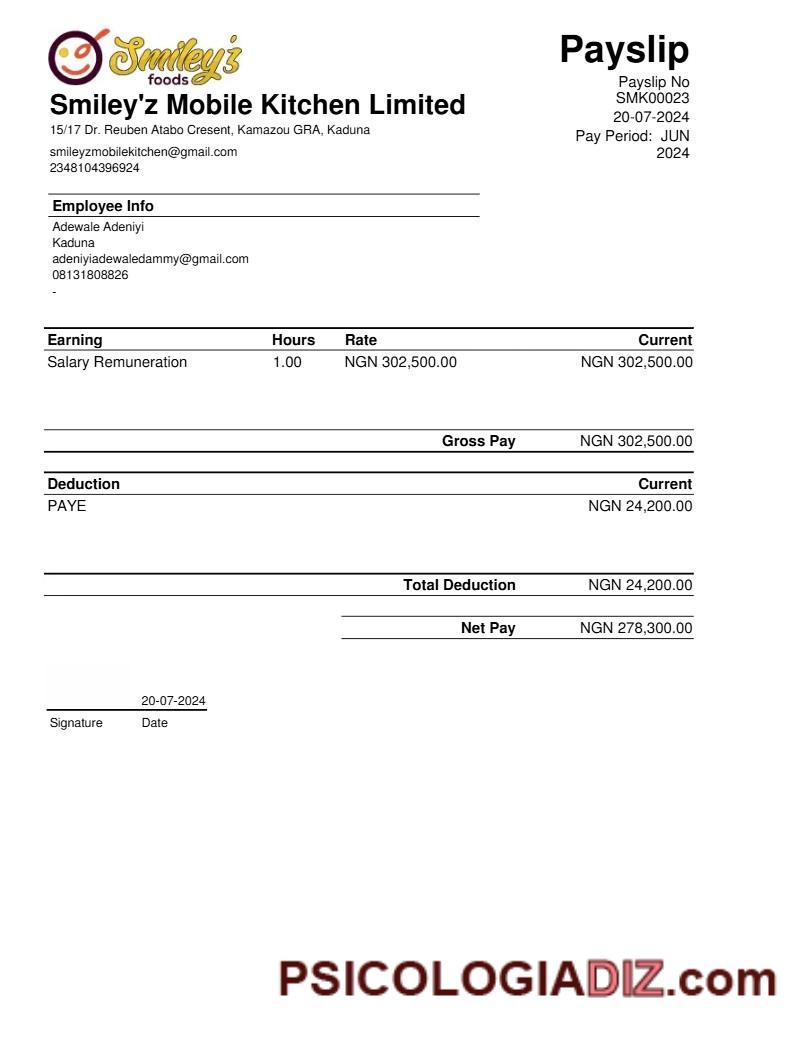 Smiley'z
foods
Payslip
Smiley'z Mobile Kitchen Limited
15/17 Dr. Reuben Atabo Cresent, Kamazou GRA, Kaduna
smileyzmobilekitchen@gmail.com
2348104396924
Payslip No
SMK00023
20-07-2024
Pay Period: JUN
2024
Employee Info
Adewale Adeniyi
Kaduna
adeniyiadewaledammy@gmail.com
08131808826
-
Earning Hours Rate Current
Salary Remuneration 1.00 NGN 302,500.00 NGN 302,500.00
Gross Pay NGN 302,500.00
Deduction Current
PAYE NGN 24,200.00
Total Deduction NGN 24,200.00
Net Pay NGN 278,300.00
20-07-2024
Signature Date
PSICOLOGIADIZ.com